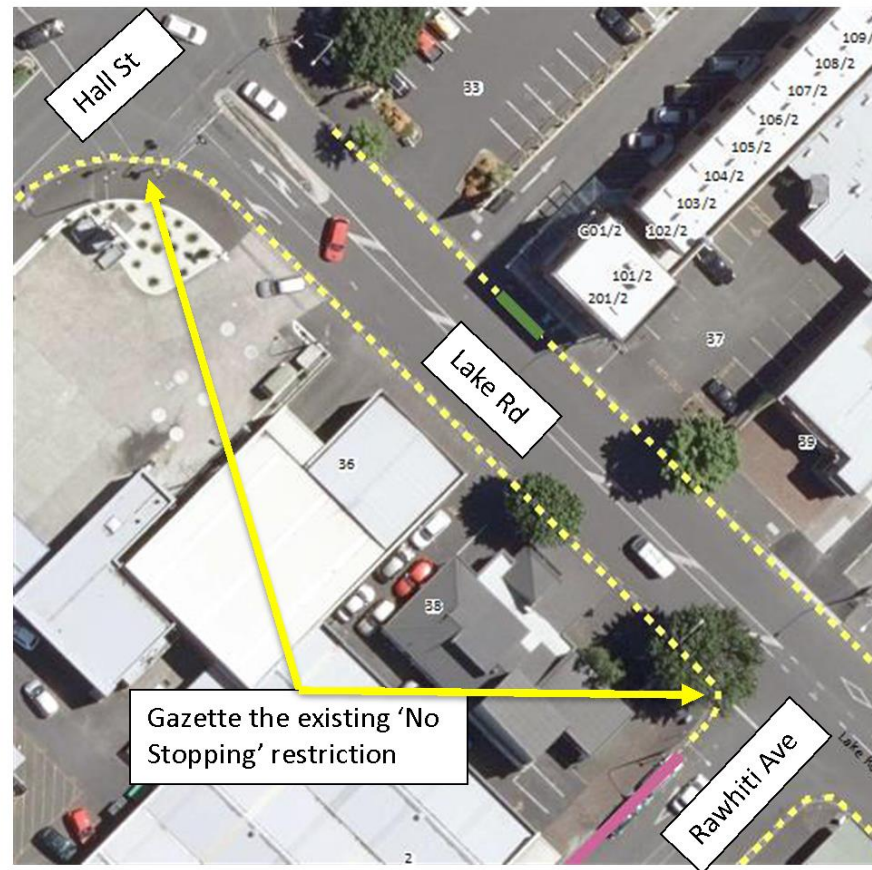 Hall St
33
109/
108/2
107/2
106/2
105/2
104/2
103/2
G01/2
102/2
101/2
201/2
37
Lake Rd
39
36
38
Gazette the existing ‘No
Stopping’ restriction
Lake R
Rawhiti Ave
2